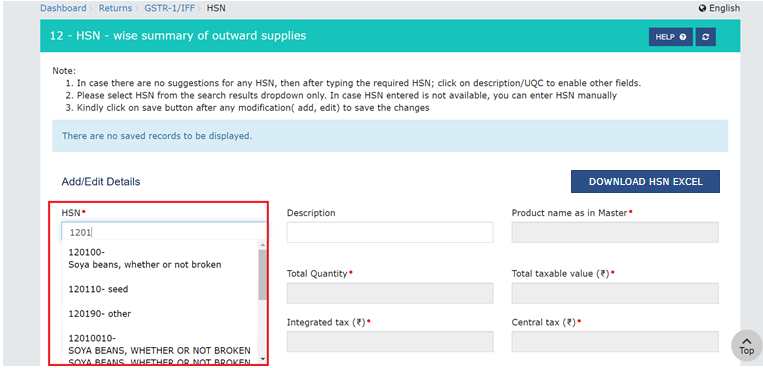 Dashboard › Returns › GSTR-1/IFF › HSN
English
12 - HSN - wise summary of outward supplies
HELP ?
Note:
1. In case there are no suggestions for any HSN, then after typing the required HSN; click on description/UQC to enable other fields.
2. Please select HSN from the search results dropdown only. In case HSN entered is not available, you can enter HSN manually
3. Kindly click on save button after any modification( add, edit) to save the changes
There are no saved records to be displayed.
Add/Edit Details
DOWNLOAD HSN EXCEL
HSN•
Description
Product name as in Master•
1201
120100-
Soya beans, whether or not broken
120110- seed
120190- other
12010010-
SOYA BEANS, WHETHER OR NOT BROKEN
SOYA BEANS, WHETHER OR NOT BROKEN
Total Quantity•
Total taxable value (₹)•
Integrated tax (₹)•
Central tax (₹)•
Top